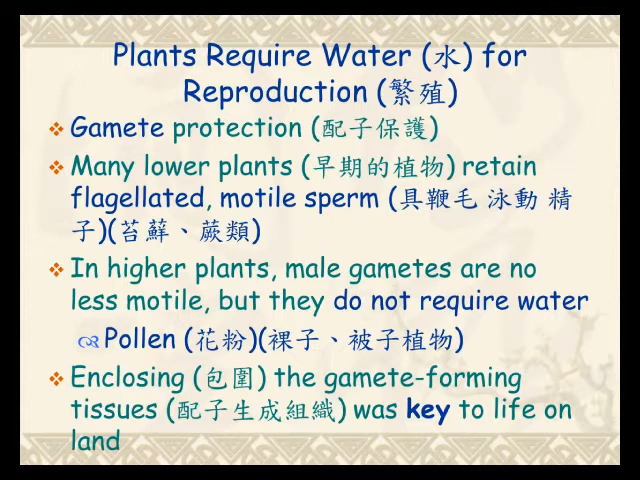 Plants Require Water (水) for
Reproduction (繁殖)
Gamete protection (配子保護)
Many lower plants (早期的植物) retain
flagellated, motile sperm (具鞭毛 泳動 精
子)(苔蘚、蕨類)
In higher plants, male gametes are no
less motile, but they do not require water
Pollen (花粉)(裸子、被子植物)
Enclosing (包圍) the gamete-forming
tissues (配子生成組織) was key to life on
land